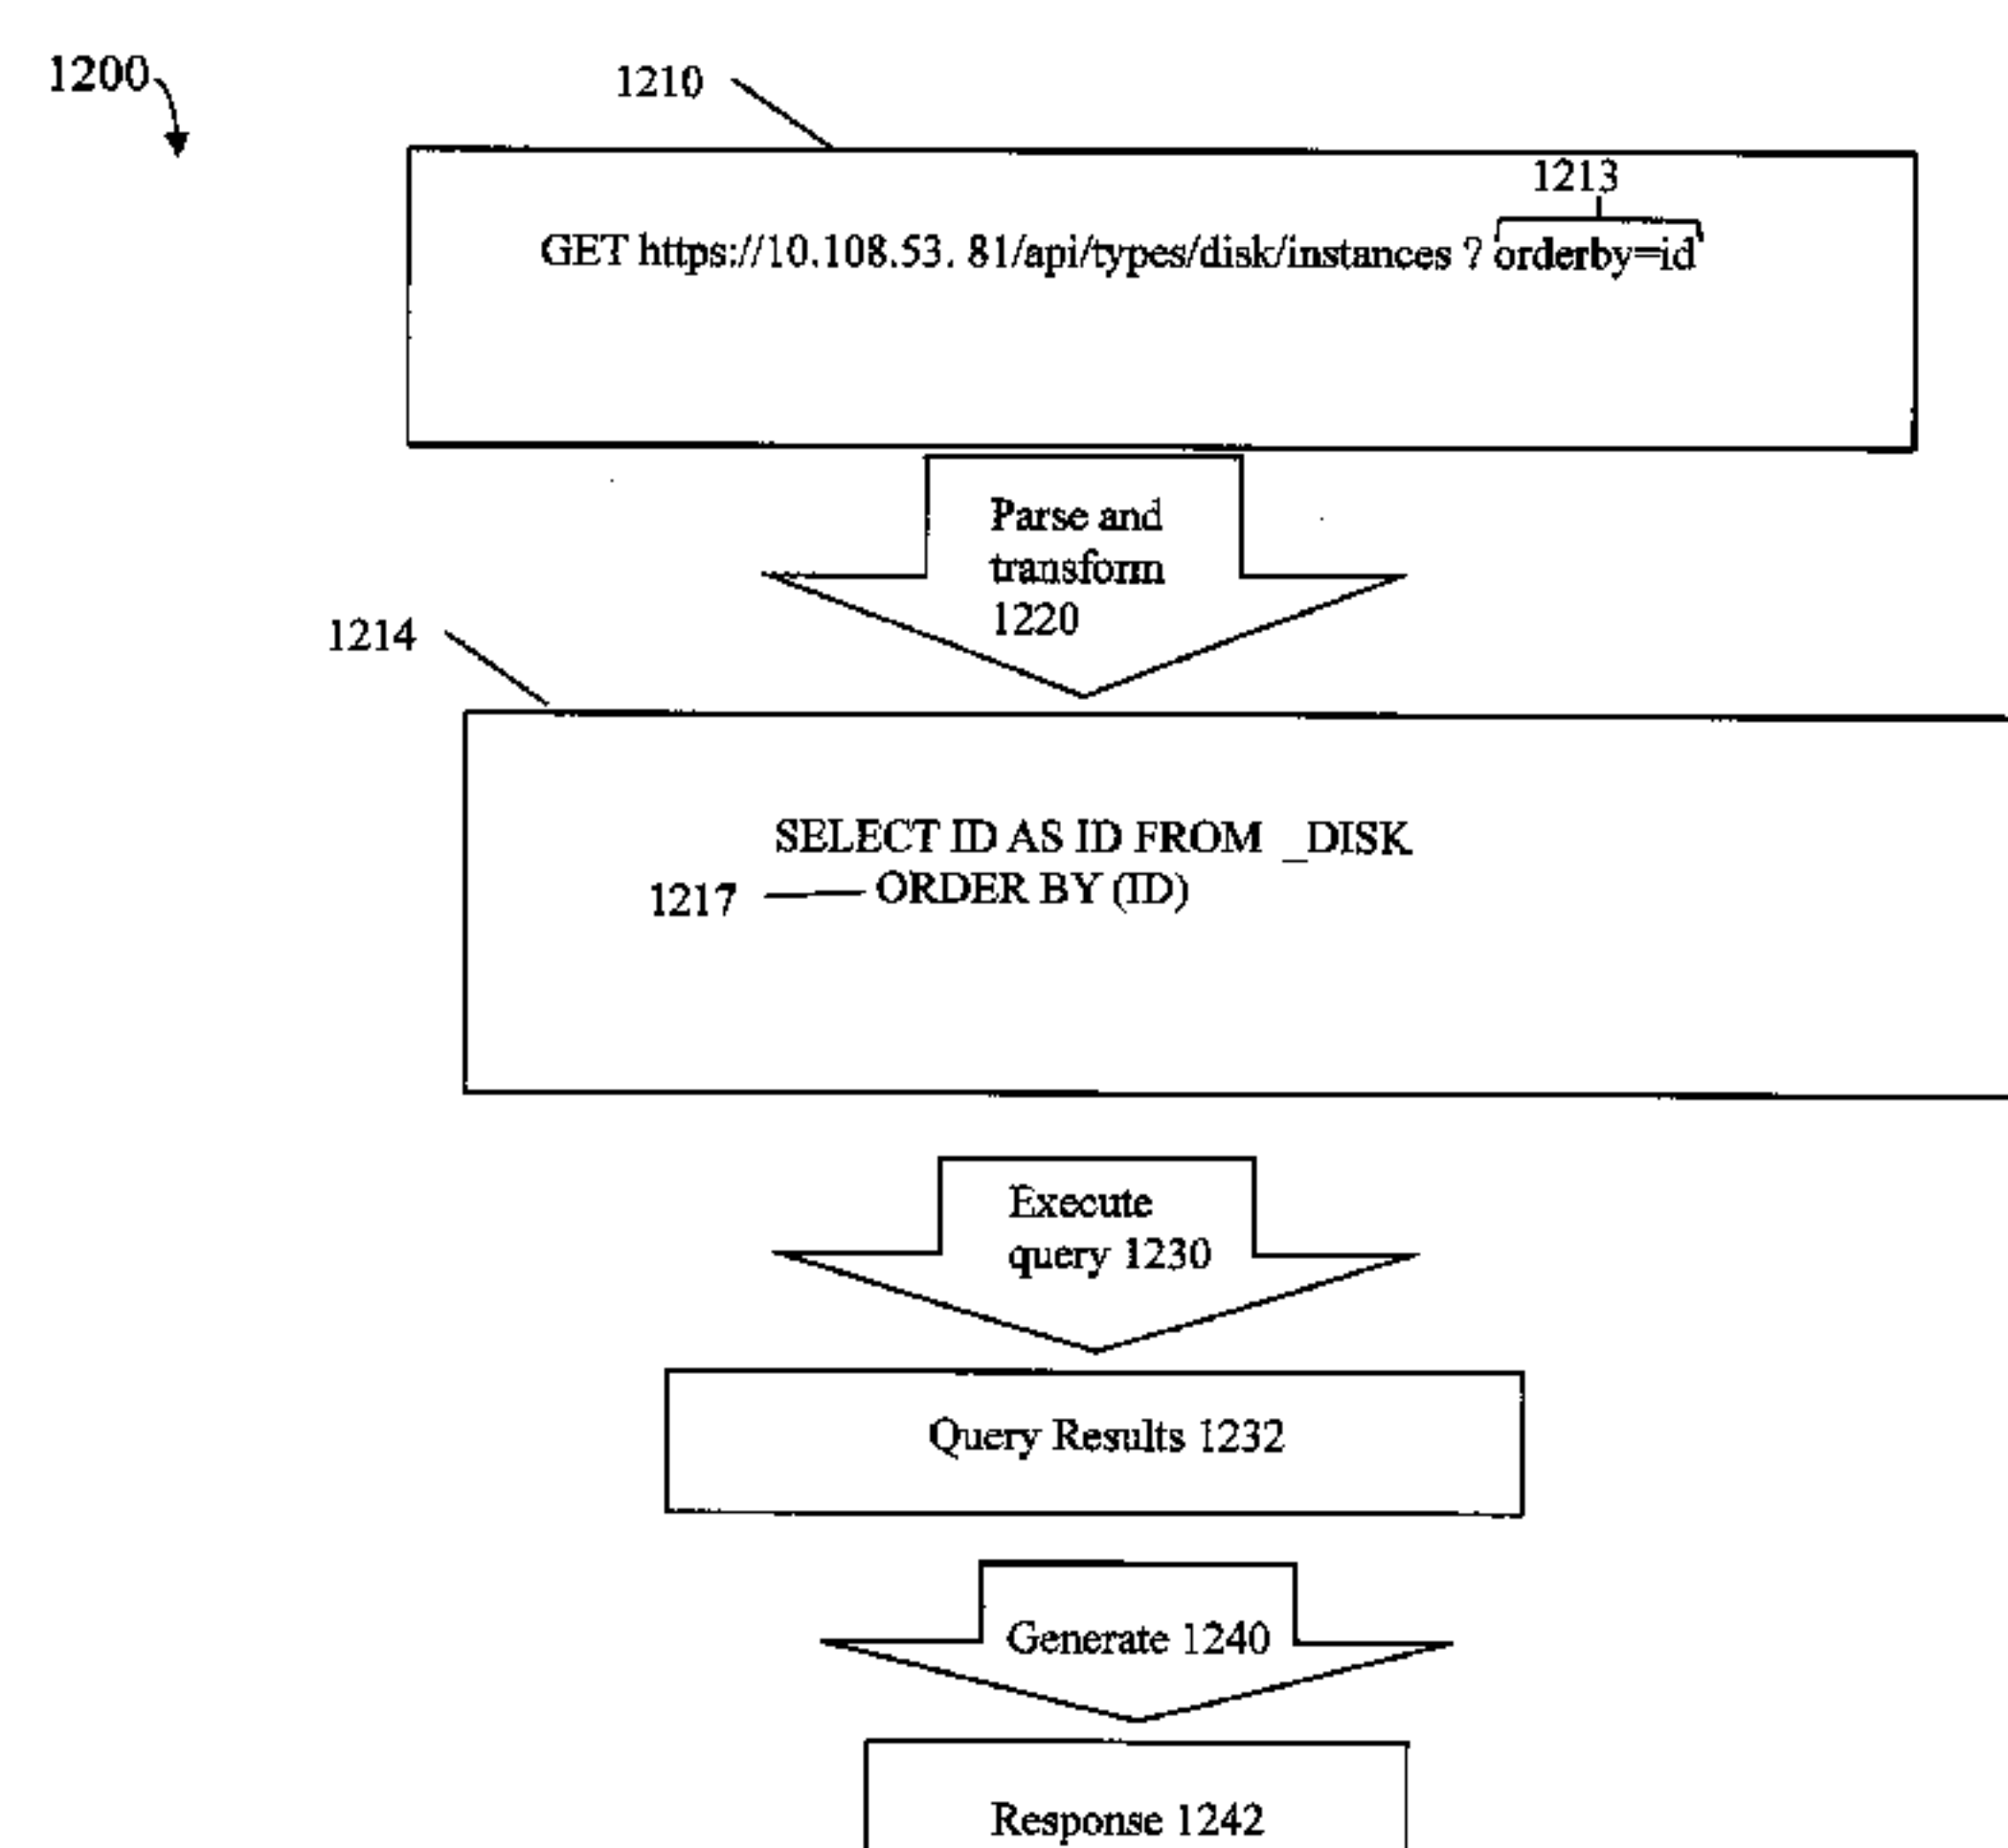 1200
1210
1213
GET https://10.108.53. 81/api/types/disk/instances ? orderby=id
Parse and
transform
1220
1214
SELECT ID AS ID FROM _DISK
1217 ORDER BY (ID)
Execute
query 1230
Query Results 1232
Generate 1240
Response 1242